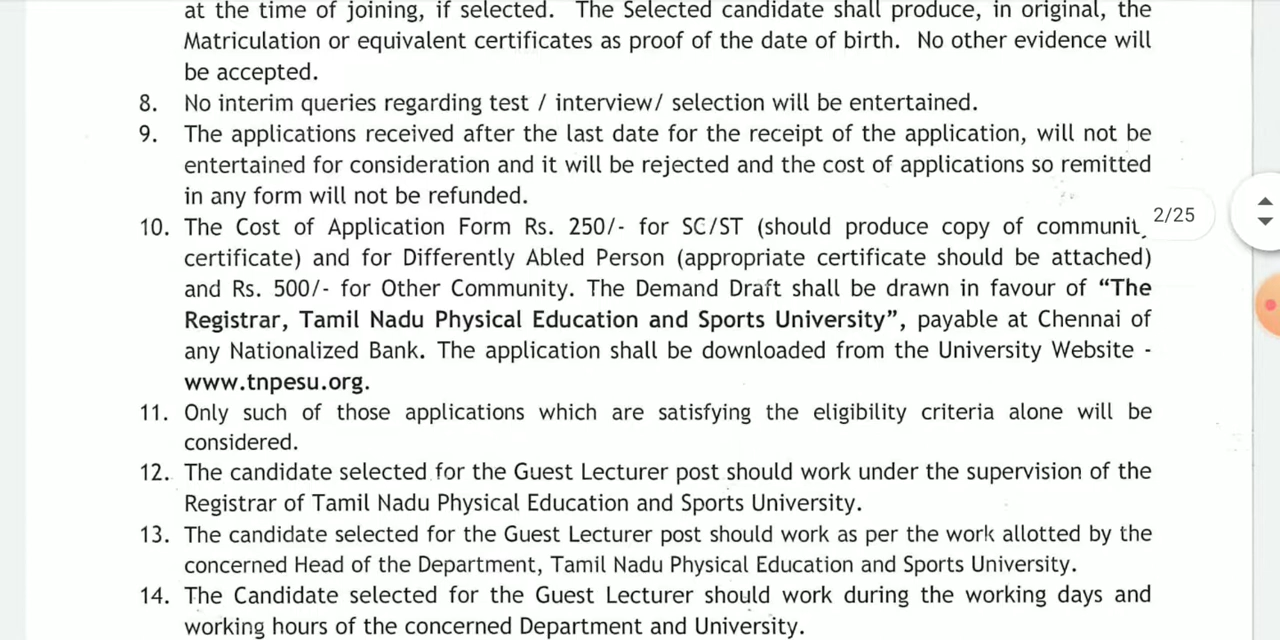 at the time of joining, if selected. The Selected candidate shall produce, in original, the
Matriculation or equivalent certificates as proof of the date of birth. No other evidence will
be accepted.
8. No interim queries regarding test / interview/ selection will be entertained.
9. The applications received after the last date for the receipt of the application, will not be
entertained for consideration and it will be rejected and the cost of applications so remitted
in any form will not be refunded.
10. The Cost of Application Form Rs. 250/- for SC/ST (should produce copy of communit
2/25
certificate) and for Differently Abled Person (appropriate certificate should be attached)
and Rs. 500/- for Other Community. The Demand Draft shall be drawn in favour of “The
Registrar, Tamil Nadu Physical Education and Sports University”, payable at Chennai of
any Nationalized Bank. The application shall be downloaded from the University Website -
www.tnpesu.org.
11. Only such of those applications which are satisfying the eligibility criteria alone will be
considered.
12. The candidate selected for the Guest Lecturer post should work under the supervision of the
Registrar of Tamil Nadu Physical Education and Sports University.
13. The candidate selected for the Guest Lecturer post should work as per the work allotted by the
concerned Head of the Department, Tamil Nadu Physical Education and Sports University.
14. The Candidate selected for the Guest Lecturer should work during the working days and
working hours of the concerned Department and University.